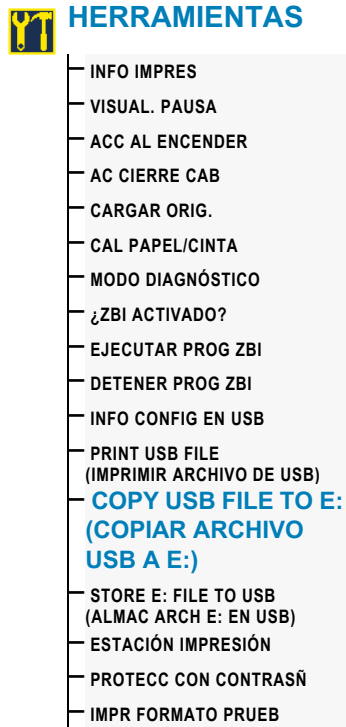 HERRAMIENTAS
INFO IMPRES
VISUAL. PAUSA
ACC AL ENCENDER
AC CIERRE CAB
CARGAR ORIG.
CAL PAPEL/CINTA
MODO DIAGNÓSTICO
¿ZBI ACTIVADO?
EJECUTAR PROG ZBI
DETENER PROG ZBI
INFO CONFIG EN USB
PRINT USB FILE
(IMPRIMIR ARCHIVO DE USB)
COPY USB FILE TO E:
(COPIAR ARCHIVO
USB A E:)
STORE E: FILE TO USB
(ALMAC ARCH E: EN USB)
ESTACIÓN IMPRESIÓN
PROTECC CON CONTRASÑ
IMPR FORMATO PRUEB